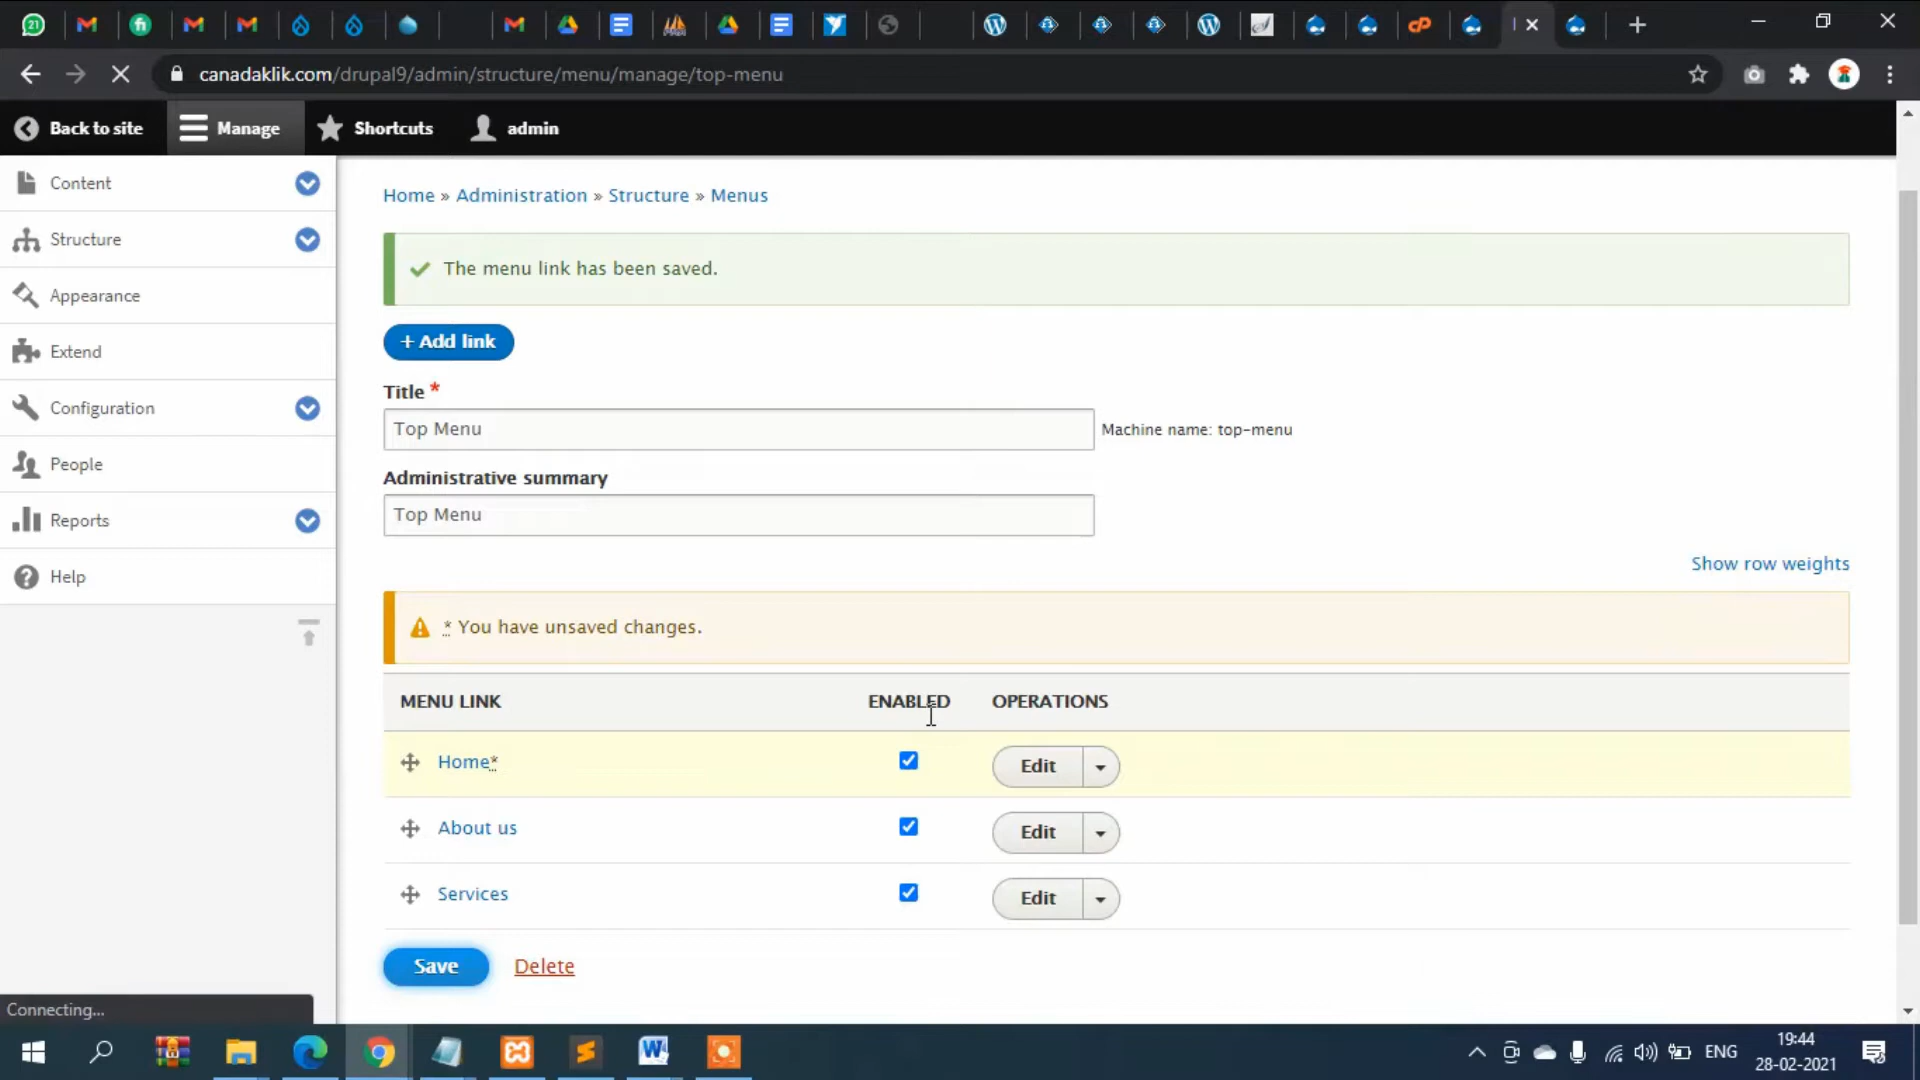 21
canadaklik.com/drupal9/admin/structure/menu/manage/top-menu
Back to site
Manage
Shortcuts
admin
Content
Structure
Appearance
Extend
Configuration
People
Reports
Help
Home » Administration » Structure » Menus
The menu link has been saved.
+ Add link
Title *
Top Menu
Machine name: top-menu
Administrative summary
Top Menu
Show row weights
* You have unsaved changes.
MENU LINK ENABLED OPERATIONS
Home* Edit
About us Edit
Services Edit
Save Delete
Connecting...
ENG
19:44
28-02-2021